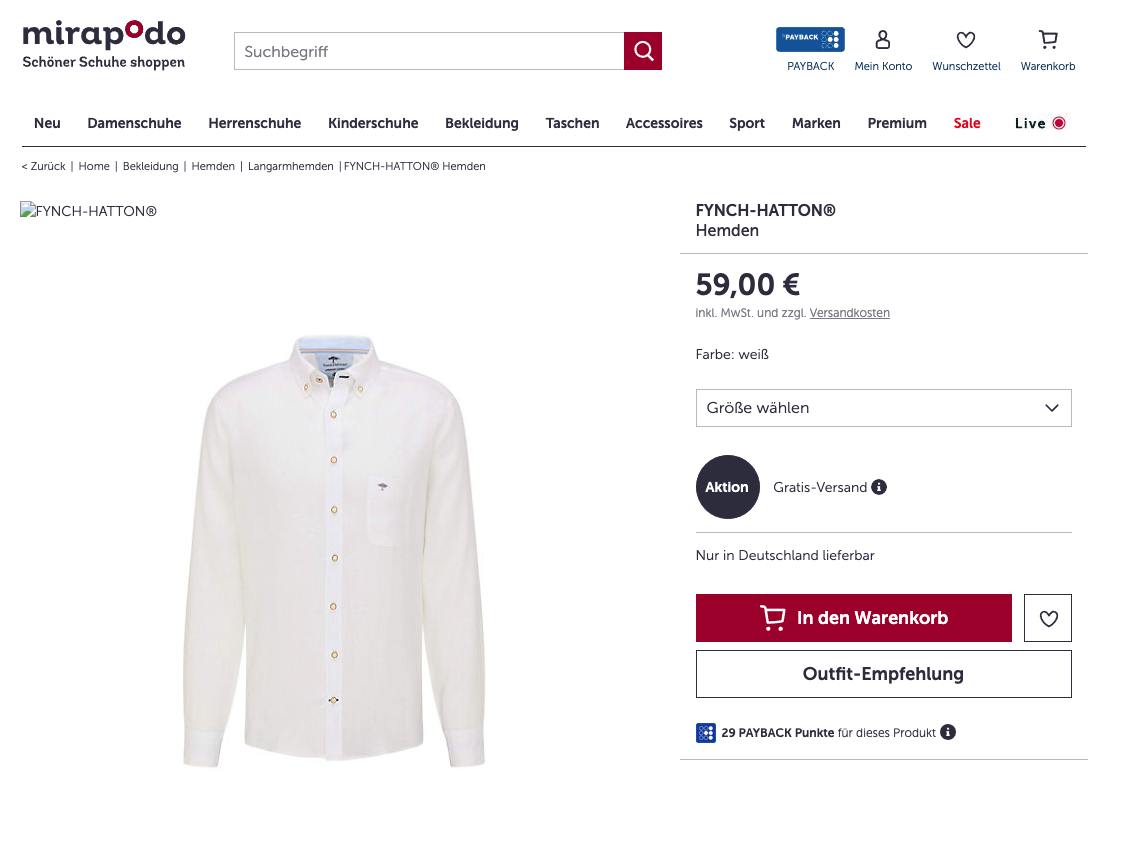 mirapodo
Schöner Schuhe shoppen
Suchbegriff
PAYBACK
PAYBACK
Mein Konto
Wunschzettel
Warenkorb
Neu
Damenschuhe
Herrenschuhe
Kinderschuhe
Bekleidung
Taschen
Accessoires
Sport
Marken
Premium
Sale
Live
< Zurück | Home | Bekleidung | Hemden | Langarmhemden | FYNCH-HATTON® Hemden
FYNCH-HATTON®
FYNCH-HATTON®
Hemden
59,00 €
inkl. MwSt. und zzgl. Versandkosten
Farbe: weiß
Größe wählen
Aktion
Gratis-Versand
Nur in Deutschland lieferbar
In den Warenkorb
Outfit-Empfehlung
29 PAYBACK Punkte für dieses Produkt